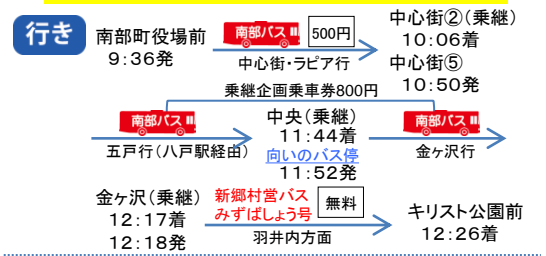 行き
南部町役場前
9:36発
南部バス
500円
中心街・ラピア行
中心街②(乗継)
10:06着
中心街⑤
10:50発
乗継企画乗車券800円
南部バス
五戸行(八戸駅経由)
中央(乗継)
11:44着
向いのバス停
11:52発
南部バス
金ヶ沢行
金ヶ沢(乗継)
12:17着
12:18発
新郷村営バス
みずばしょう号
無料
羽井内方面
キリスト公園前
12:26着